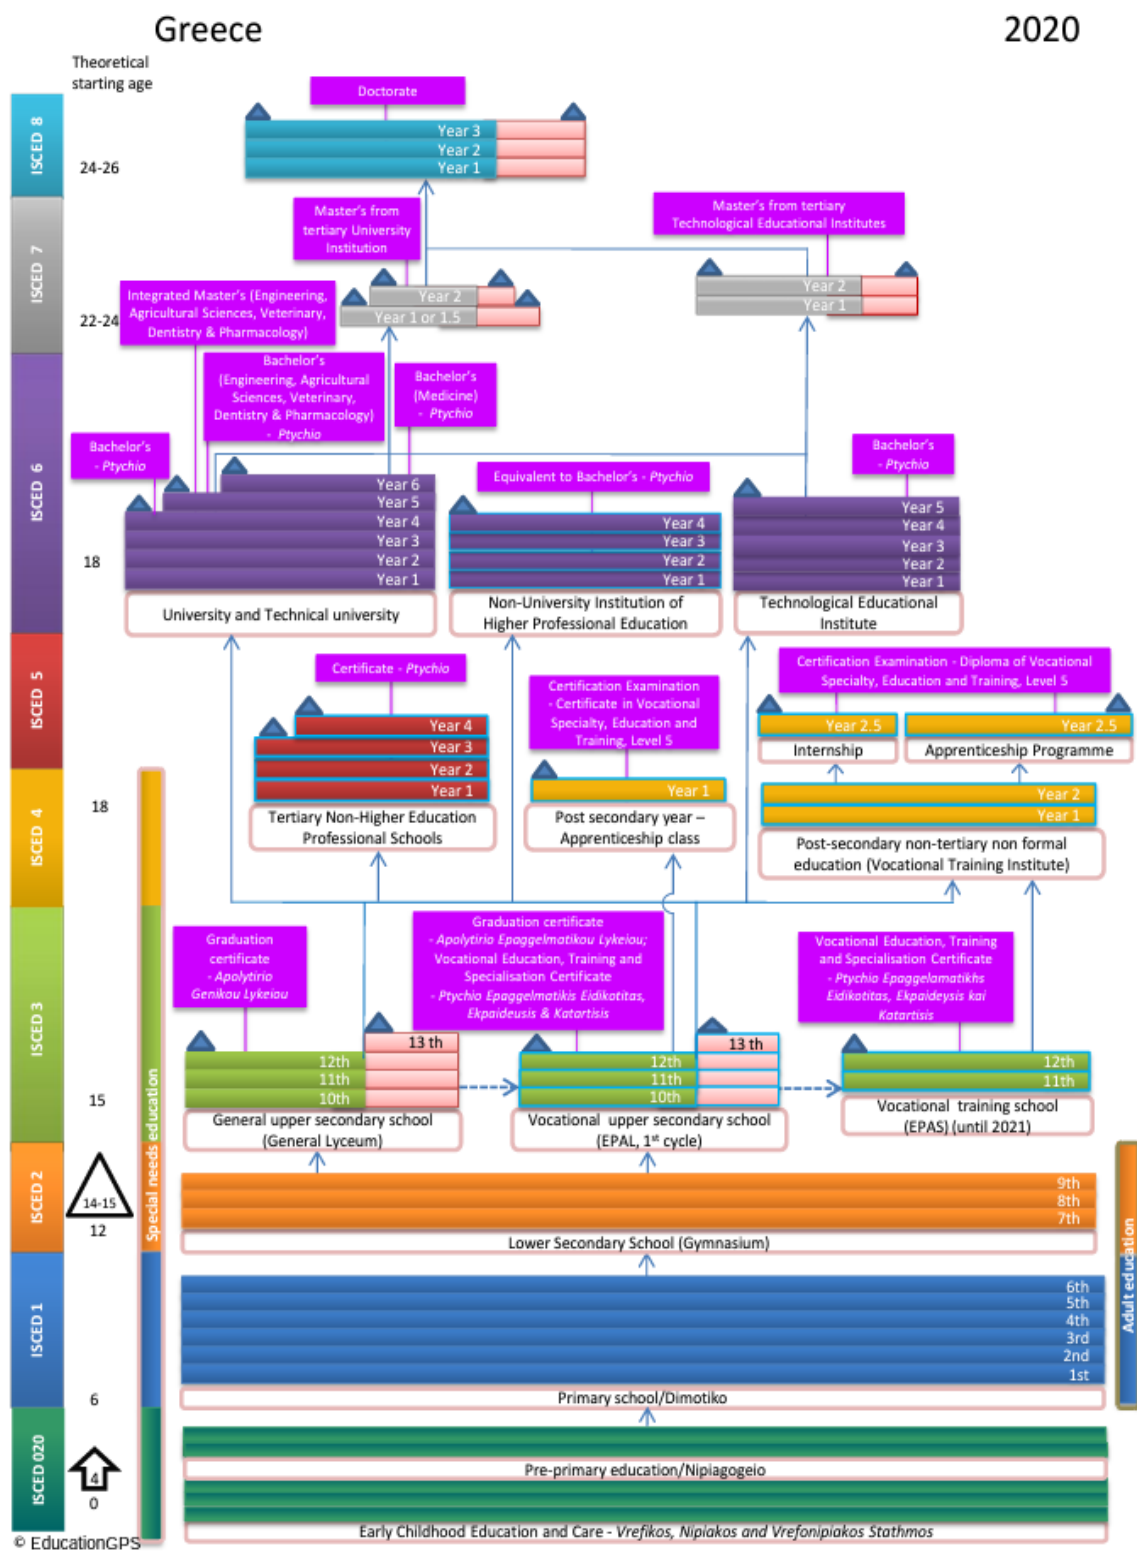 Greece
2020
Theoretical
starting age
ISCED 8
24-26
Doctorate
Year 3
Year 2
Year 1
ISCED 7
22-24
Master's from
tertiary University
Institution
Master's from tertiary
Technological Educational Institutes
Year 2
Year 1 or 1.5
Year 2
Year 1
Integrated Master's (Engineering,
Agricultural Sciences, Veterinary,
Dentistry & Pharmacology)
Bachelor's
(Engineering, Agricultural
Sciences, Veterinary,
Dentistry & Pharmacology)
- Ptychio
Bachelor's
(Medicine)
- Ptychio
ISCED 6
18
Bachelor's
- Ptychio
Equivalent to Bachelor's - Ptychio
Bachelor's
- Ptychio
Year 6
Year 5
Year 4
Year 3
Year 2
Year 1
University and Technical university
Year 4
Year 3
Year 2
Year 1
Non-University Institution of
Higher Professional Education
Year 5
Year 4
Year 3
Year 2
Year 1
Technological Educational
Institute
ISCED 5
Certificate - Ptychio
Year 4
Year 3
Year 2
Year 1
Tertiary Non-Higher Education
Professional Schools
Certification Examination
- Certificate in Vocational
Specialty, Education and
Training, Level 5
Year 1
Post secondary year –
Apprenticeship class
Certification Examination - Diploma of Vocational
Specialty, Education and Training, Level 5
Year 2.5
Internship
Year 2.5
Apprenticeship Programme
ISCED 4
18
Year 2
Year 1
Post-secondary non-tertiary non formal
education (Vocational Training Institute)
ISCED 3
15
Graduation
certificate
- Apolytirio
Genikou Lykeiou
Graduation certificate
- Apolytirio Epaggelmatikou Lykeiou;
Vocational Education, Training and
Specialisation Certificate
- Ptychio Epaggelmatikis Eidikotitas,
Ekpaideusis & Katartisis
Vocational Education, Training
and Specialisation Certificate
- Ptychio Epaggelamatikhs
Eidikotitas, Ekpaideysis kai
Katartisis
13 th
12th
11th
10th
General upper secondary school
(General Lyceum)
13 th
12th
11th
10th
Vocational upper secondary school
(EPAL, 1st cycle)
12th
11th
Vocational training school
(EPAS) (until 2021)
Special needs education
ISCED 2
14-15
12
9th
8th
7th
Lower Secondary School (Gymnasium)
Adult education
ISCED 1
6
6th
5th
4th
3rd
2nd
1st
Primary school/Dimotiko
ISCED 020
4
0
Pre-primary education/Nipiagogeio
Early Childhood Education and Care - Vrefikos, Nipiakos and Vrefonipiakos Stathmos
© EducationGPS